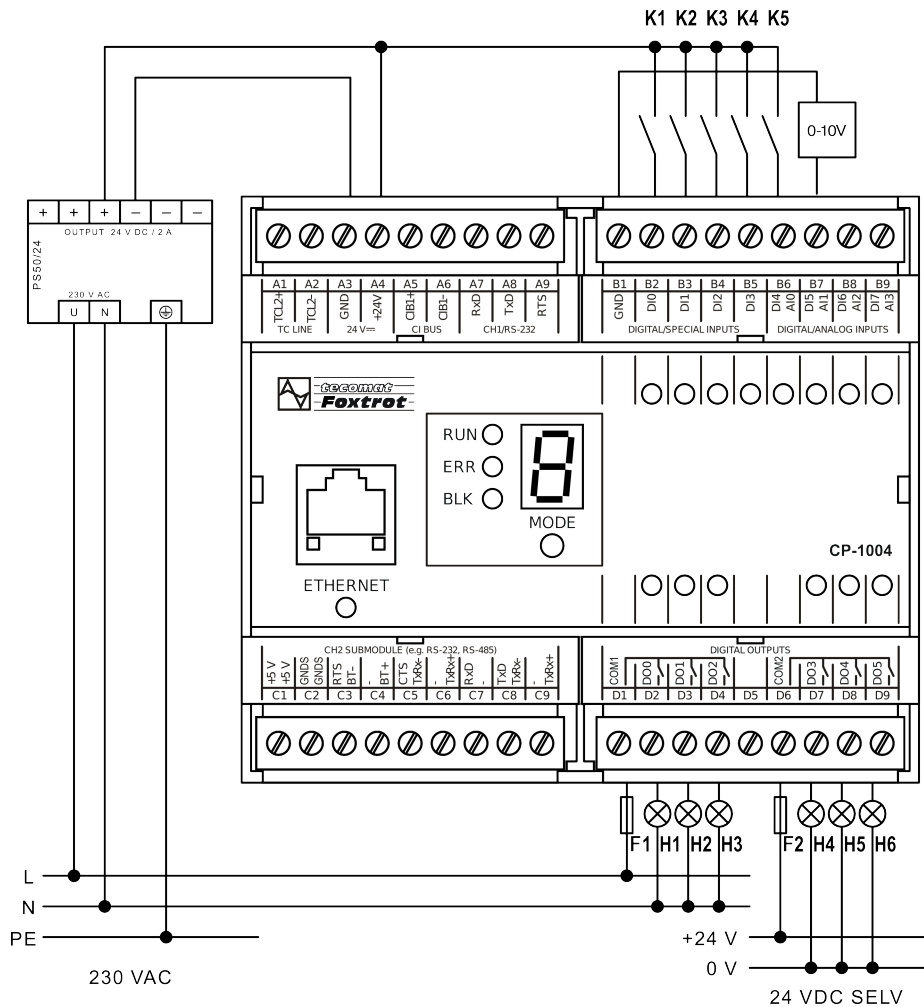 K1 K2 K3 K4 K5
0-10V
+ + + – – –
OUTPUT 24 V DC / 2 A
PS50/24
230 V AC
U N
A1 A2 A3 A4 A5 A6 A7 A8 A9
TCL2+ TCL2- GND +24V CIB1+ CIB1- RxD TxD RTS
TC LINE 24 V⎓ CI BUS CH1/RS-232
B1 B2 B3 B4 B5 B6 B7 B8 B9
GND DI0 DI1 DI2 DI3 DI4 AI0 DI5 AI1 DI6 AI2 DI7 AI3
DIGITAL/SPECIAL INPUTS DIGITAL/ANALOG INPUTS
tecomat
Foxtrot
RUN
ERR
BLK
8
MODE
ETHERNET
CP-1004
CH2 SUBMODULE (e.g. RS-232, RS-485)
+5 V +5 V GNDS GNDS RTS BT- - BT+ CTS TxRx- - TxRx+ RxD - TxD TxRx- - TxRx+
C1 C2 C3 C4 C5 C6 C7 C8 C9
DIGITAL OUTPUTS
COM1 DO0 DO1 DO2 COM2 DO3 DO4 DO5
D1 D2 D3 D4 D5 D6 D7 D8 D9
F1 H1 H2 H3 F2 H4 H5 H6
L
N
PE
+24 V
0 V
230 VAC
24 VDC SELV